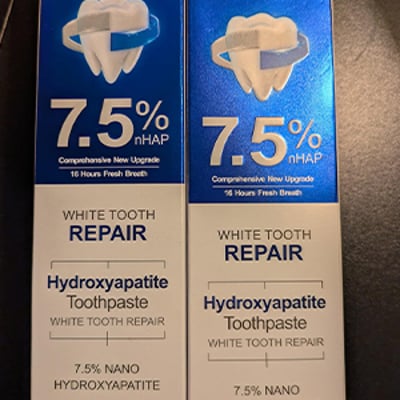 7.5%
nHAP
Comprehensive New Upgrade
16 Hours Fresh Breath
WHITE TOOTH
REPAIR
Hydroxyapatite
Toothpaste
WHITE TOOTH REPAIR
7.5% NANO
HYDROXYAPATITE
7.5%
nHAP
Comprehensive New Upgrade
16 Hours Fresh Breath
WHITE TOOTH
REPAIR
Hydroxyapatite
Toothpaste
WHITE TOOTH REPAIR
7.5% NANO